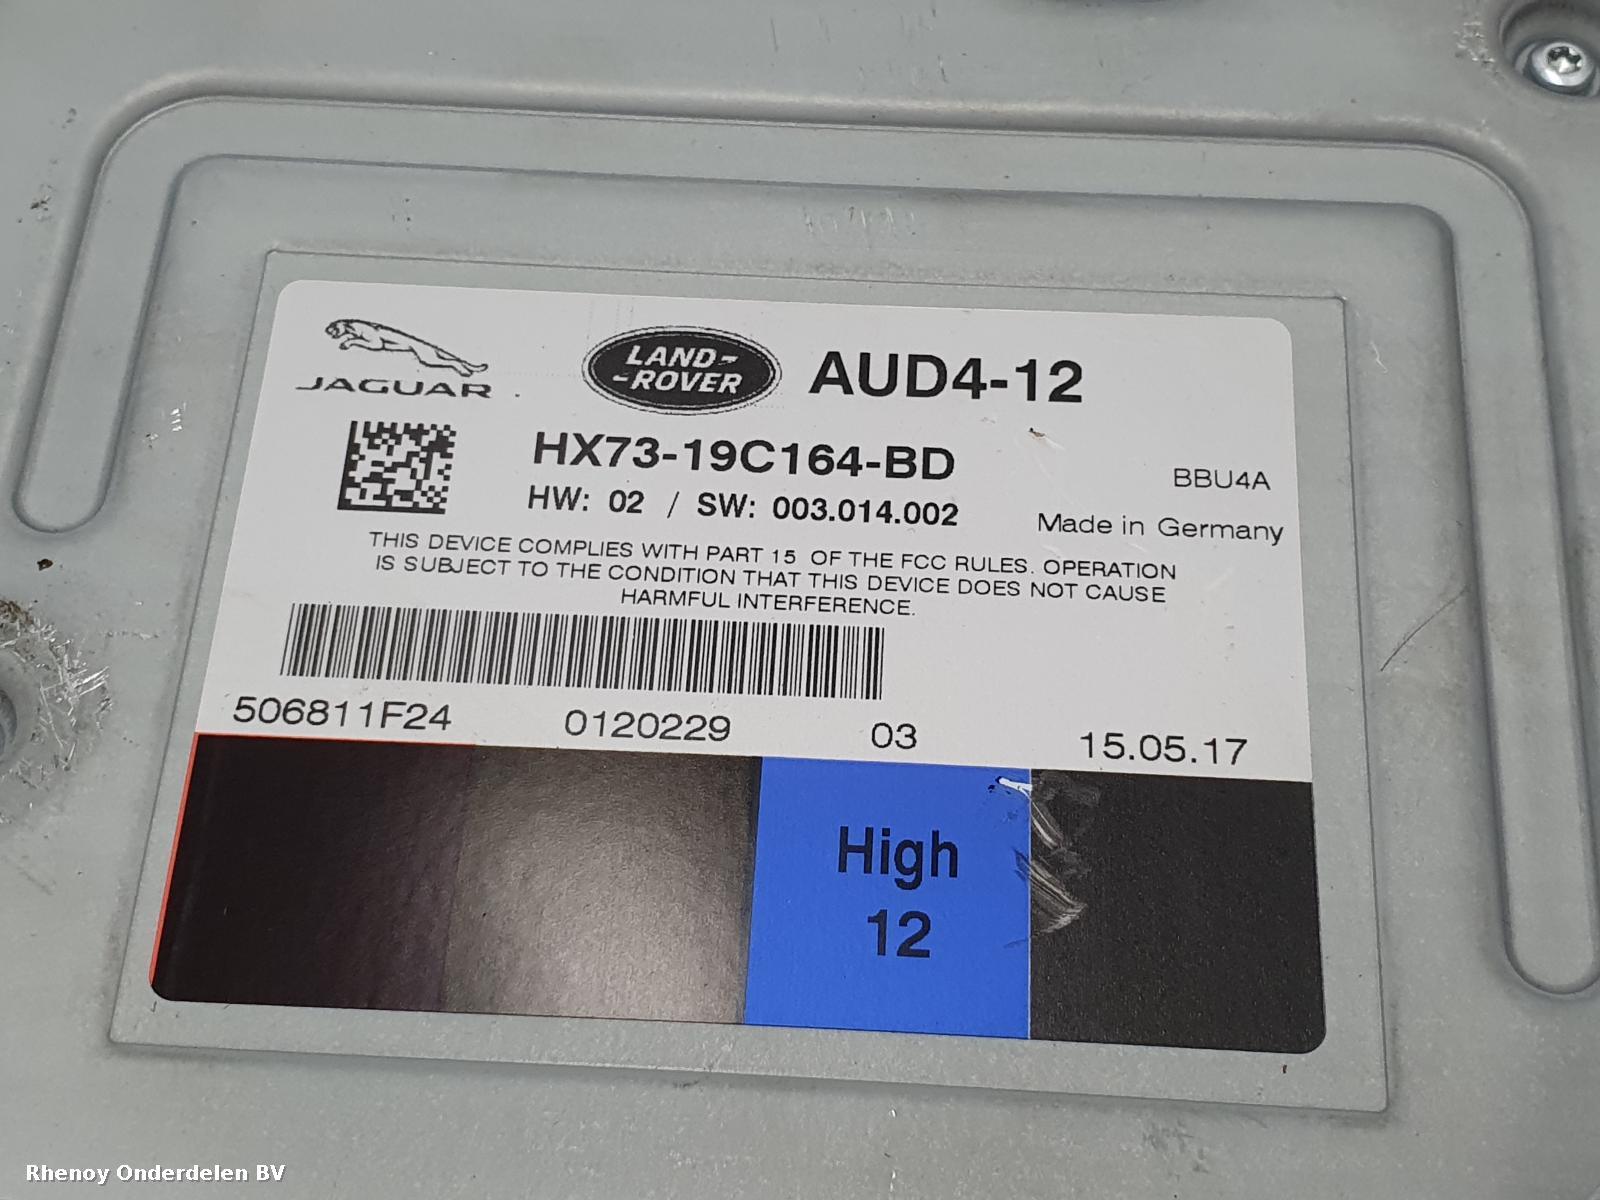 JAGUAR
LAND-
-ROVER
AUD4-12
HX73-19C164-BD
BBU4A
HW: 02 / SW: 003.014.002
Made in Germany
THIS DEVICE COMPLIES WITH PART 15 OF THE FCC RULES. OPERATION
IS SUBJECT TO THE CONDITION THAT THIS DEVICE DOES NOT CAUSE
HARMFUL INTERFERENCE.
506811F24 0120229 03 15.05.17
High
12
Rhenoy Onderdelen BV